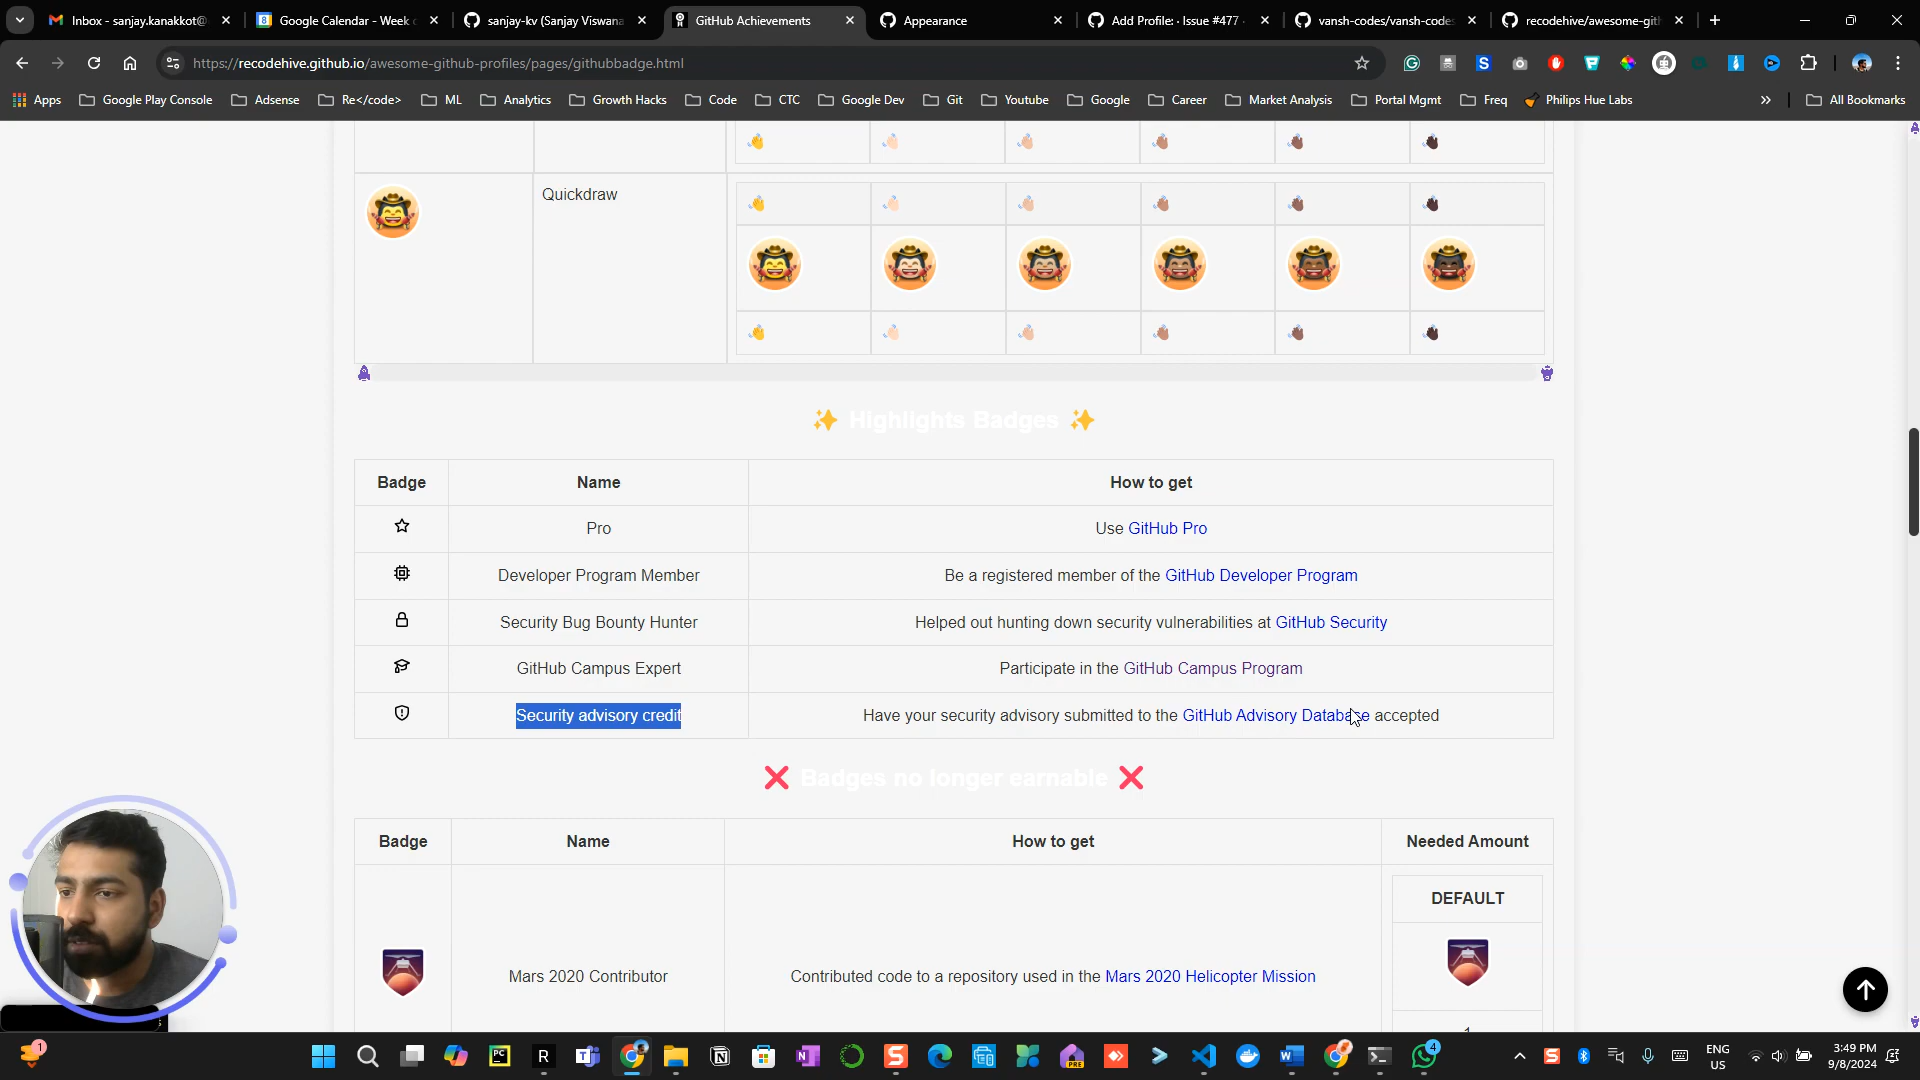 Inbox - sanjay.kanakkot@
Google Calendar - Week
sanjay-kv (Sanjay Viswana
GitHub Achievements
Appearance
Add Profile: · Issue #477
vansh-codes/vansh-codes
recodehive/awesome-git
https://recodehive.github.io/awesome-github-profiles/pages/githubbadge.html
Apps
Google Play Console
Adsense
Re</code>
ML
Analytics
Growth Hacks
Code
CTC
Google Dev
Git
Youtube
Google
Career
Market Analysis
Portal Mgmt
Freq
Philips Hue Labs
All Bookmarks
Quickdraw
Highlights Badges
Badge
Name
How to get
Pro
Use GitHub Pro
Developer Program Member
Be a registered member of the GitHub Developer Program
Security Bug Bounty Hunter
Helped out hunting down security vulnerabilities at GitHub Security
GitHub Campus Expert
Participate in the GitHub Campus Program
Security advisory credit
Have your security advisory submitted to the GitHub Advisory Database accepted
Badges no longer earnable
Badge
Name
How to get
Needed Amount
DEFAULT
Mars 2020 Contributor
Contributed code to a repository used in the Mars 2020 Helicopter Mission
1
4
ENG
US
3:49 PM
9/8/2024